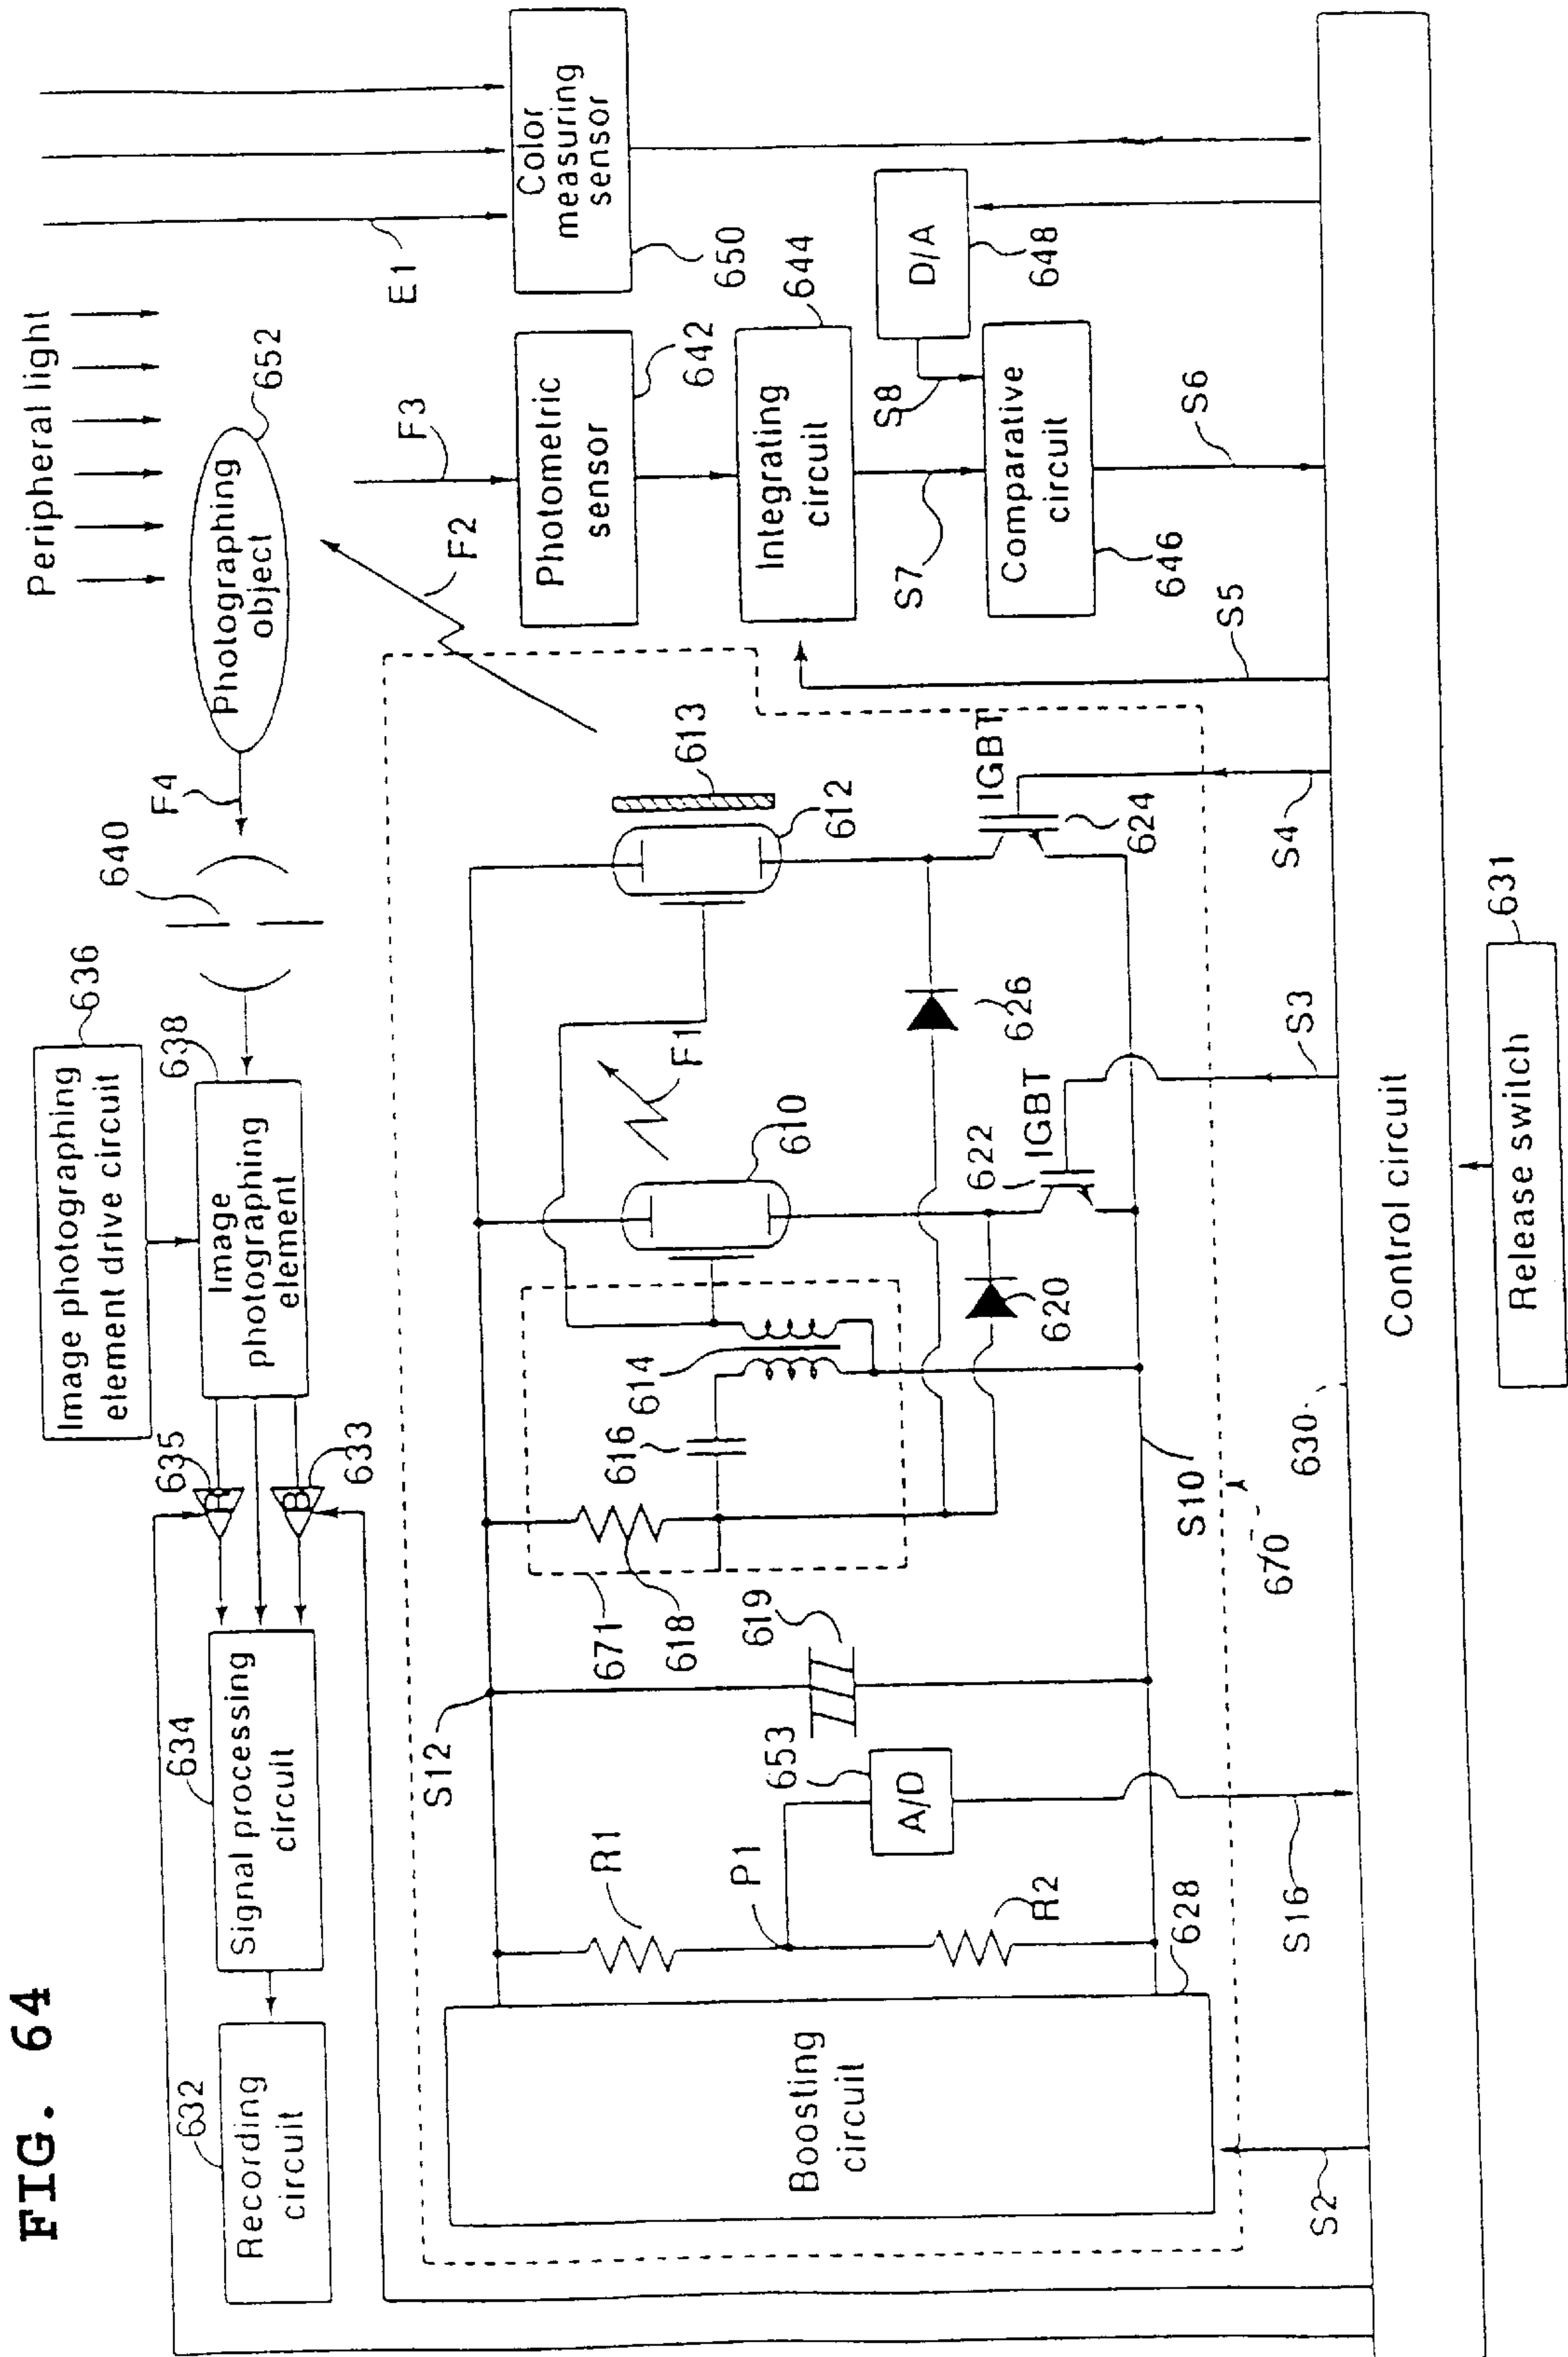 FIG. 64
Peripheral light
Photographing
object
652
F4
640
636
Image photographing
element drive circuit
638
Image
photographing
element
635
633
634
Signal processing
circuit
632
Recording
circuit
E1
Color
measuring
sensor
650
F3
F2
Photometric
sensor
642
Integrating
circuit
644
D/A
648
S8
S7
Comparative
circuit
646
S6
S5
613
612
IGBT
624
S4
F1
610
626
IGBT
622
S3
614
620
616
618
671
619
S12
S10
670
653
A/D
R1
P1
R2
S16
628
Boosting
circuit
S2
630
Control circuit
631
Release switch